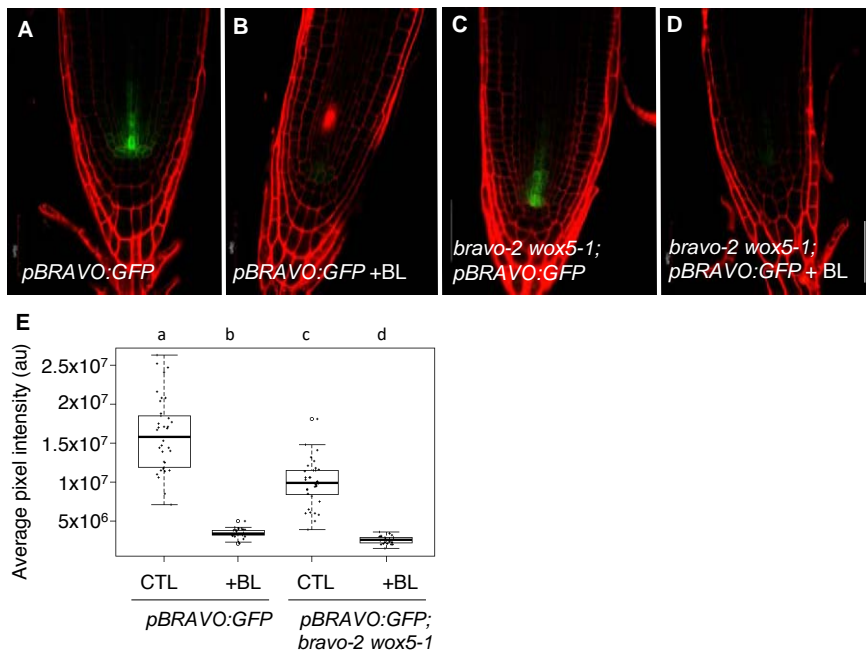 A
pBRAVO:GFP
B
pBRAVO:GFP +BL
C
bravo-2 wox5-1;
pBRAVO:GFP
D
bravo-2 wox5-1;
pBRAVO:GFP + BL
E
a b c d
Average pixel intensity (au)
2.5x10⁷
2x10⁷
1.5x10⁷
1x10⁷
5x10⁶
CTL +BL CTL +BL
pBRAVO:GFP
pBRAVO:GFP;
bravo-2 wox5-1